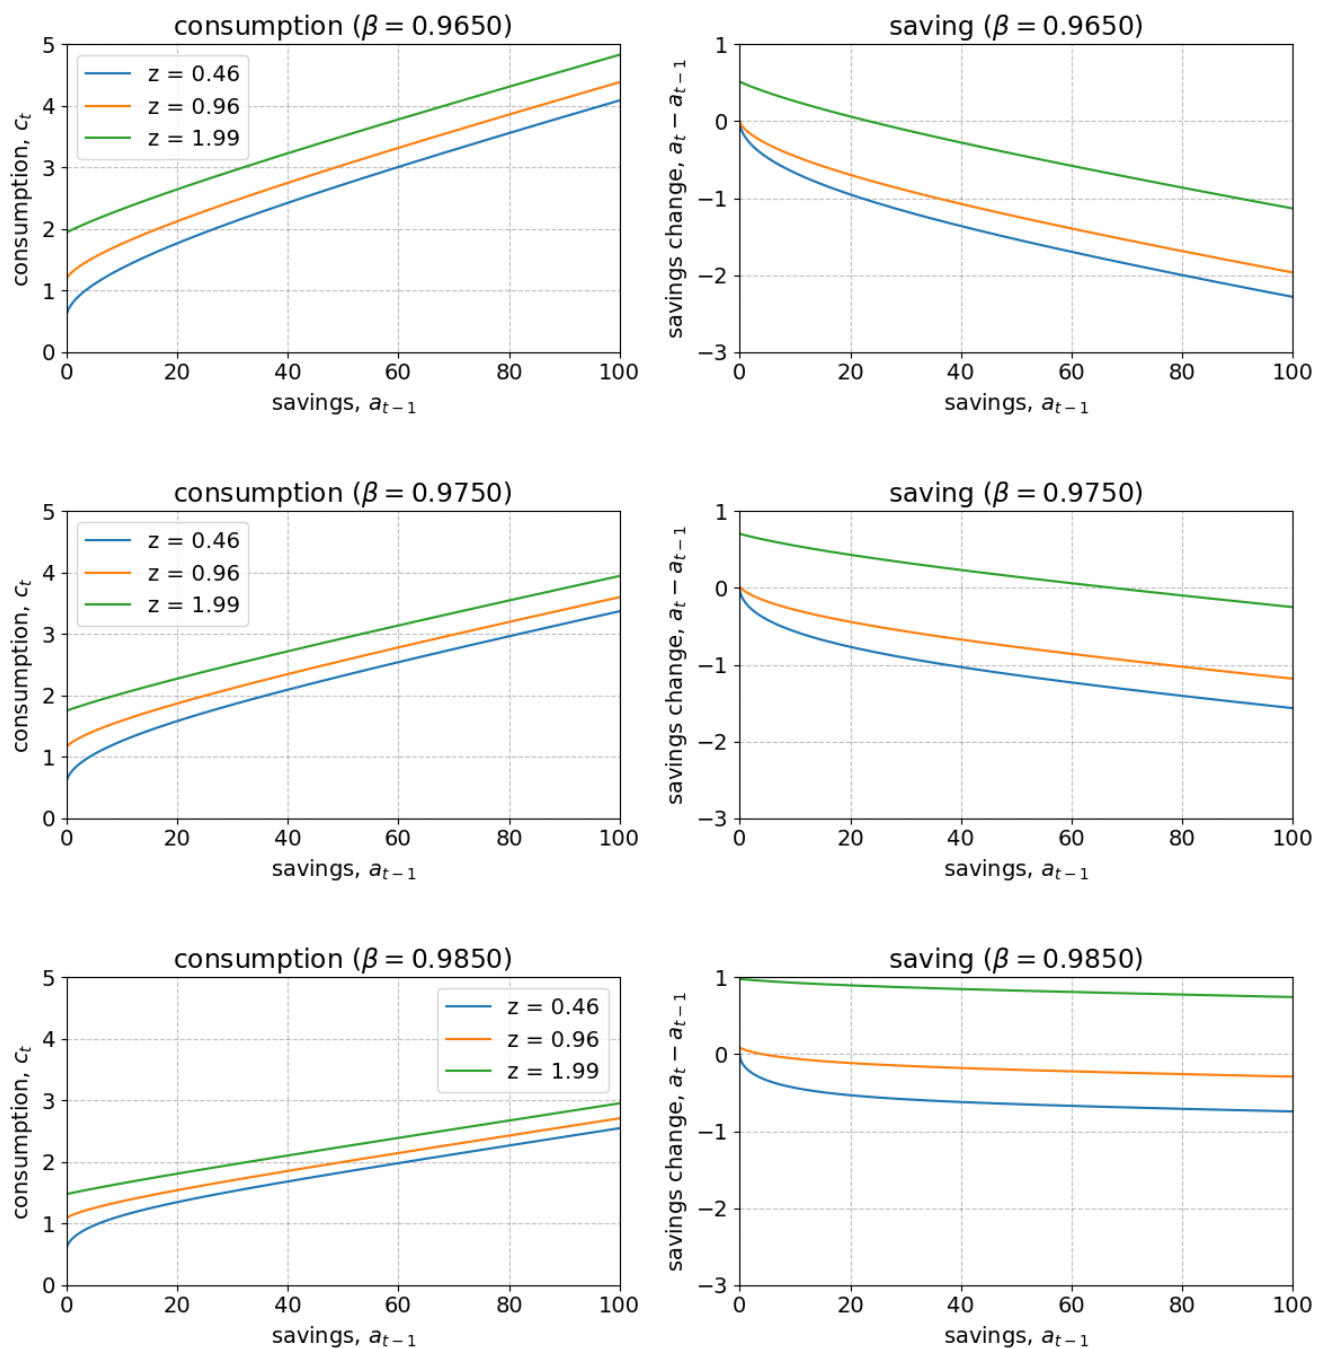 consumption (β = 0.9650)
consumption, c_t
5
4
3
2
1
0
z = 0.46
z = 0.96
z = 1.99
0 20 40 60 80 100
savings, a_{t−1}
saving (β = 0.9650)
savings change, a_t − a_{t−1}
1
0
−1
−2
−3
0 20 40 60 80 100
savings, a_{t−1}
consumption (β = 0.9750)
consumption, c_t
5
4
3
2
1
0
z = 0.46
z = 0.96
z = 1.99
0 20 40 60 80 100
savings, a_{t−1}
saving (β = 0.9750)
savings change, a_t − a_{t−1}
1
0
−1
−2
−3
0 20 40 60 80 100
savings, a_{t−1}
consumption (β = 0.9850)
consumption, c_t
5
4
3
2
1
0
z = 0.46
z = 0.96
z = 1.99
0 20 40 60 80 100
savings, a_{t−1}
saving (β = 0.9850)
savings change, a_t − a_{t−1}
1
0
−1
−2
−3
0 20 40 60 80 100
savings, a_{t−1}